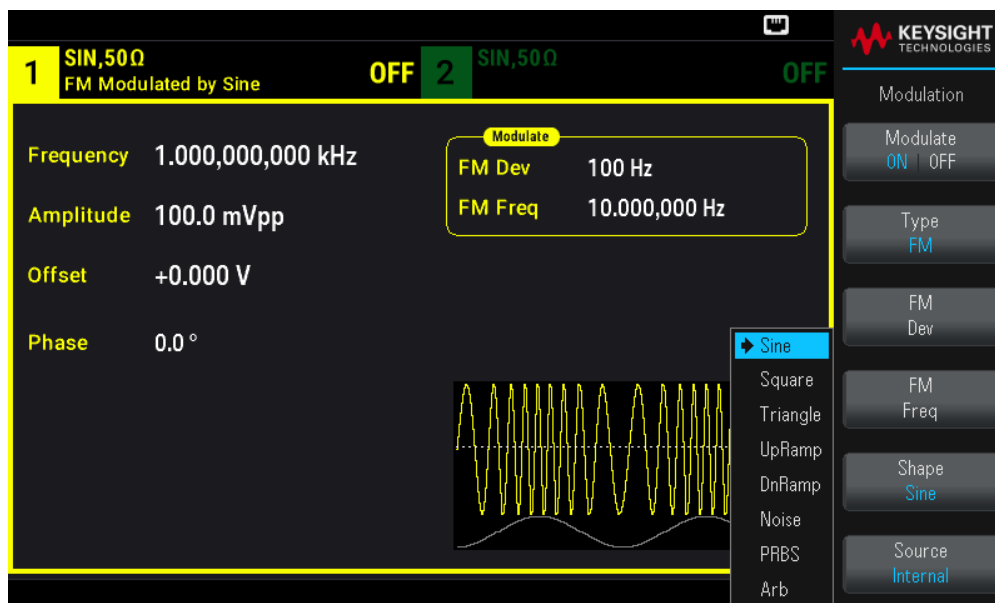 KEYSIGHT
TECHNOLOGIES
1
SIN,50Ω
FM Modulated by Sine
OFF
2
SIN,50Ω
OFF
Frequency 1.000,000,000 kHz
Amplitude 100.0 mVpp
Offset +0.000 V
Phase 0.0 °
Modulate
FM Dev 100 Hz
FM Freq 10.000,000 Hz
Sine
Square
Triangle
UpRamp
DnRamp
Noise
PRBS
Arb
Modulation
Modulate
ON | OFF
Type
FM
FM
Dev
FM
Freq
Shape
Sine
Source
Internal